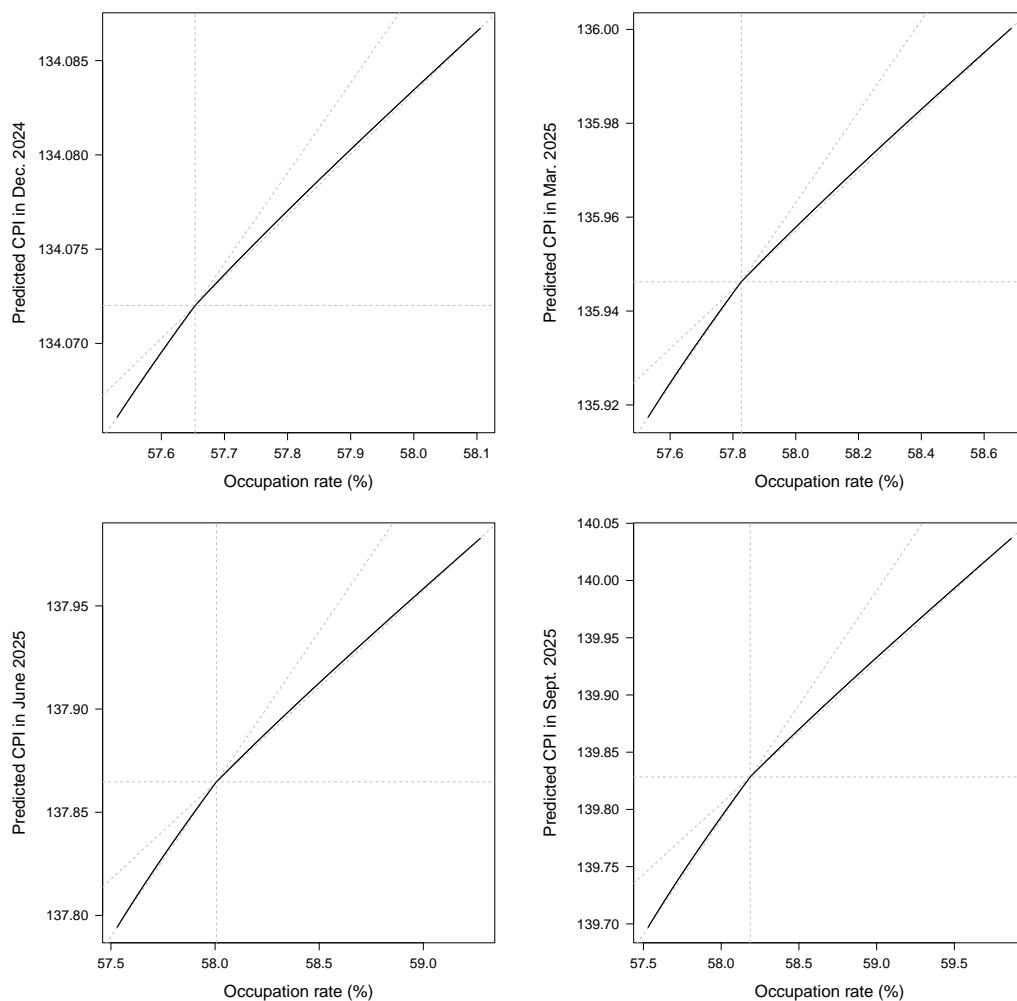 Predicted CPI in Dec. 2024
134.085
134.080
134.075
134.070
57.6 57.7 57.8 57.9 58.0 58.1
Occupation rate (%)
Predicted CPI in Mar. 2025
136.00
135.98
135.96
135.94
135.92
57.6 57.8 58.0 58.2 58.4 58.6
Occupation rate (%)
Predicted CPI in June 2025
137.95
137.90
137.85
137.80
57.5 58.0 58.5 59.0
Occupation rate (%)
Predicted CPI in Sept. 2025
140.05
140.00
139.95
139.90
139.85
139.80
139.75
139.70
57.5 58.0 58.5 59.0 59.5
Occupation rate (%)